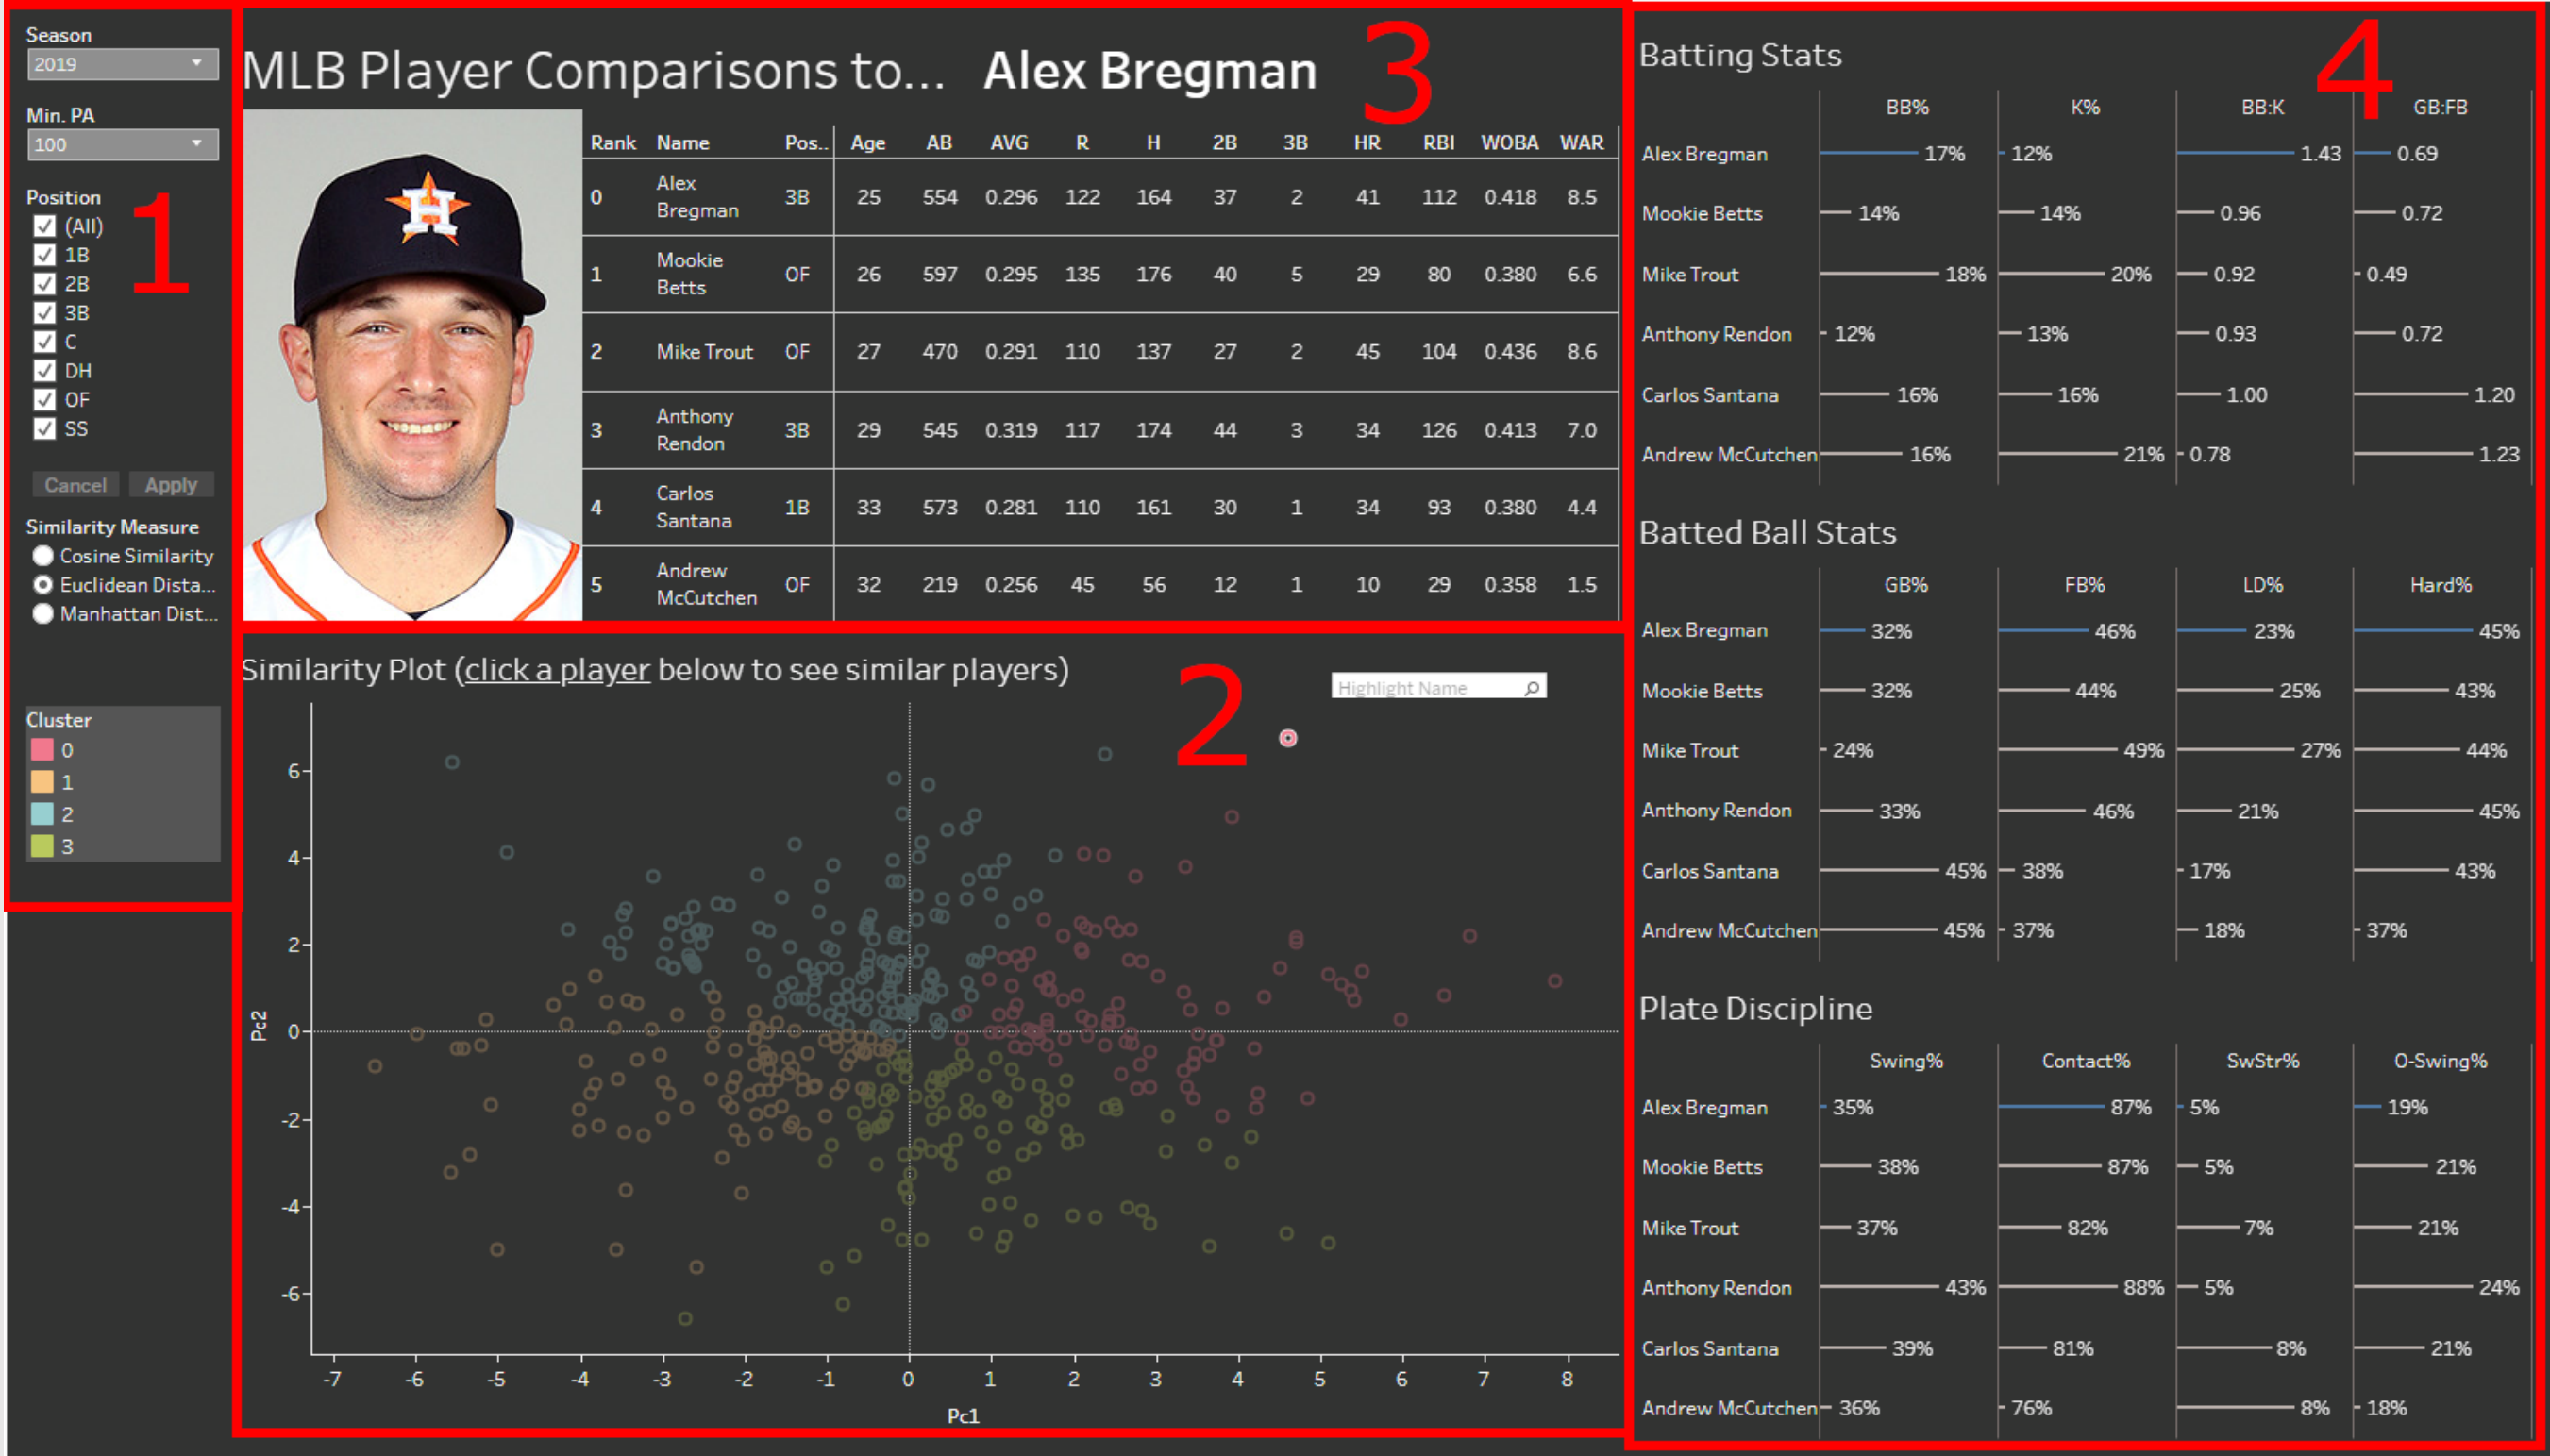 Season
2019
Min. PA
100
Position
(All)
1B
2B
3B
C
DH
OF
SS
Cancel Apply
Similarity Measure
Cosine Similarity
Euclidean Dista...
Manhattan Dist...
Cluster
0
1
2
3
1
MLB Player Comparisons to... Alex Bregman
3
H
Rank Name Pos.. Age AB AVG R H 2B 3B HR RBI WOBA WAR
0 Alex Bregman 3B 25 554 0.296 122 164 37 2 41 112 0.418 8.5
1 Mookie Betts OF 26 597 0.295 135 176 40 5 29 80 0.380 6.6
2 Mike Trout OF 27 470 0.291 110 137 27 2 45 104 0.436 8.6
3 Anthony Rendon 3B 29 545 0.319 117 174 44 3 34 126 0.413 7.0
4 Carlos Santana 1B 33 573 0.281 110 161 30 1 34 93 0.380 4.4
5 Andrew McCutchen OF 32 219 0.256 45 56 12 1 10 29 0.358 1.5
Similarity Plot (click a player below to see similar players)
2
Highlight Name
6
4
2
0
-2
-4
-6
Pc2
-7 -6 -5 -4 -3 -2 -1 0 1 2 3 4 5 6 7 8
Pc1
Batting Stats
4
BB% K% BB:K GB:FB
Alex Bregman 17% 12% 1.43 0.69
Mookie Betts 14% 14% 0.96 0.72
Mike Trout 18% 20% 0.92 0.49
Anthony Rendon 12% 13% 0.93 0.72
Carlos Santana 16% 16% 1.00 1.20
Andrew McCutchen 16% 21% 0.78 1.23
Batted Ball Stats
GB% FB% LD% Hard%
Alex Bregman 32% 46% 23% 45%
Mookie Betts 32% 44% 25% 43%
Mike Trout 24% 49% 27% 44%
Anthony Rendon 33% 46% 21% 45%
Carlos Santana 45% 38% 17% 43%
Andrew McCutchen 45% 37% 18% 37%
Plate Discipline
Swing% Contact% SwStr% O-Swing%
Alex Bregman 35% 87% 5% 19%
Mookie Betts 38% 87% 5% 21%
Mike Trout 37% 82% 7% 21%
Anthony Rendon 43% 88% 5% 24%
Carlos Santana 39% 81% 8% 21%
Andrew McCutchen 36% 76% 8% 18%